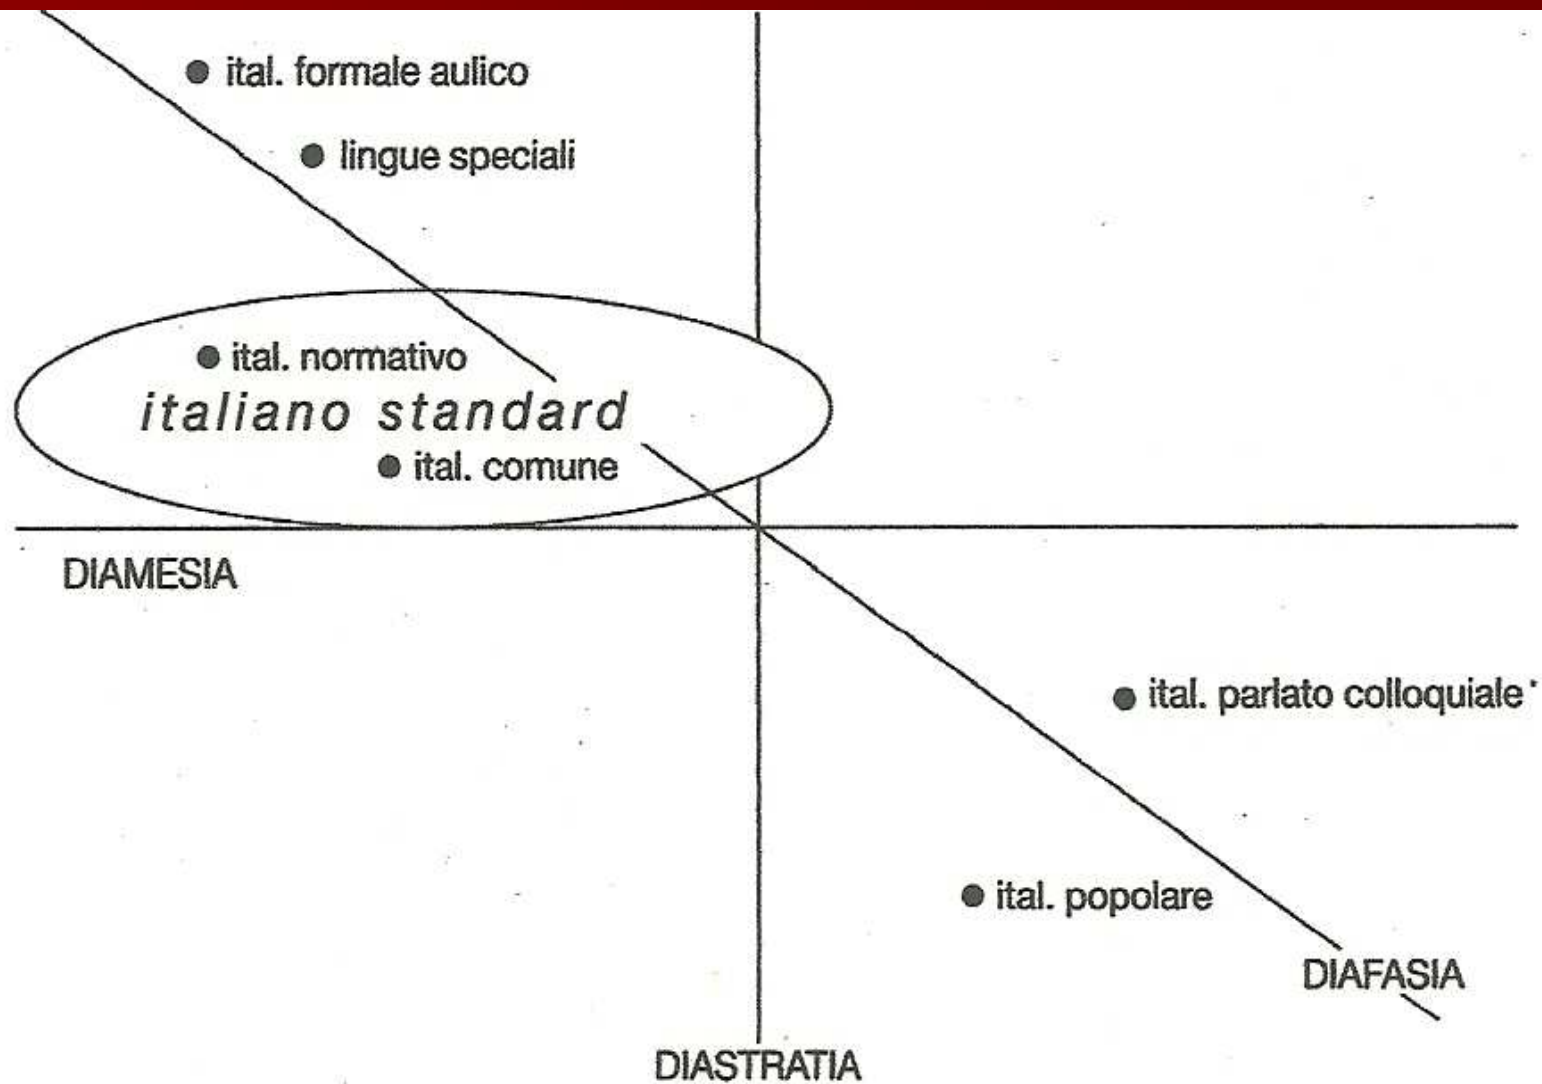 ital. formale aulico
lingue speciali
ital. normativo
italiano standard
ital. comune
DIAMESIA
ital. parlato colloquiale
ital. popolare
DIAFASIA
DIASTRATIA